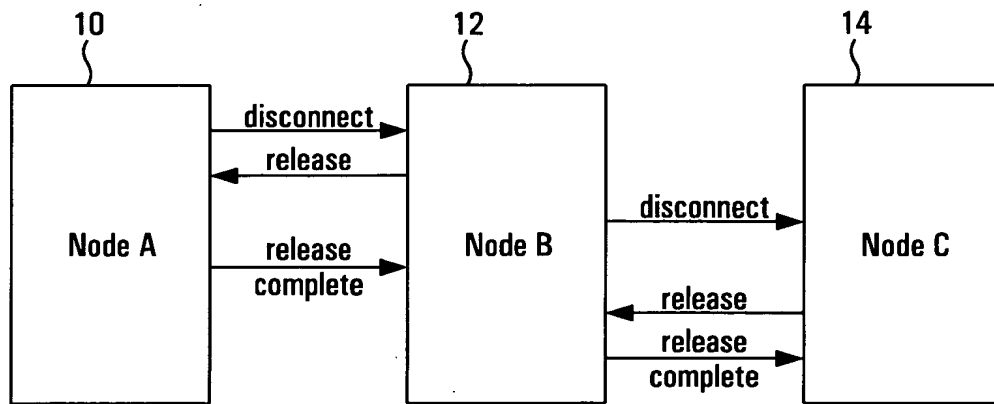 10
12
14
disconnect
release
disconnect
Node A
Node B
Node C
release
complete
release
release
complete